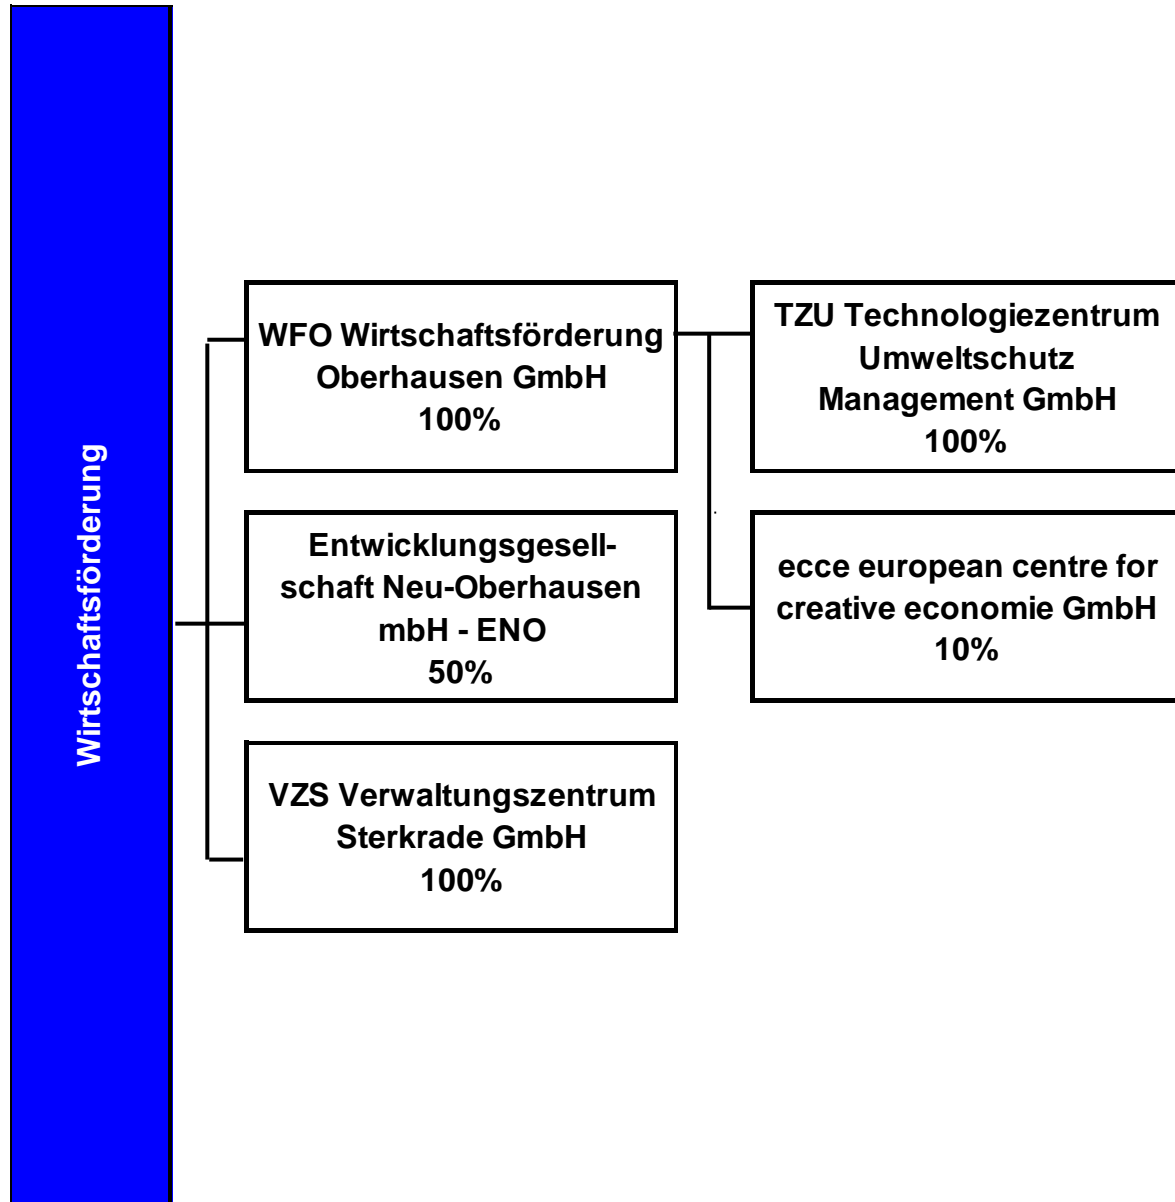 Wirtschaftsförderung
WFO Wirtschaftsförderung
Oberhausen GmbH
100%
Entwicklungsgesell-
schaft Neu-Oberhausen
mbH - ENO
50%
VZS Verwaltungszentrum
Sterkrade GmbH
100%
TZU Technologiezentrum
Umweltschutz
Management GmbH
100%
ecce european centre for
creative economie GmbH
10%